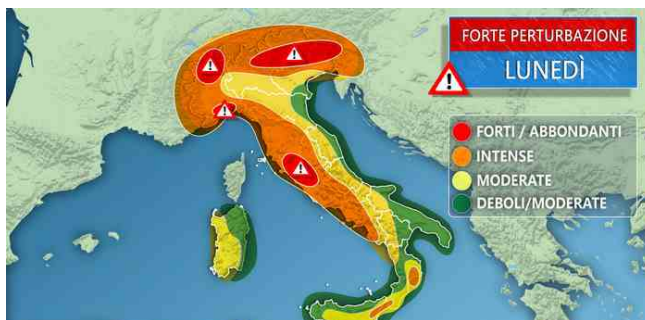 FORTE PERTURBAZIONE
LUNEDÌ
FORTI / ABBONDANTI
INTENSE
MODERATE
DEBOLI/MODERATE